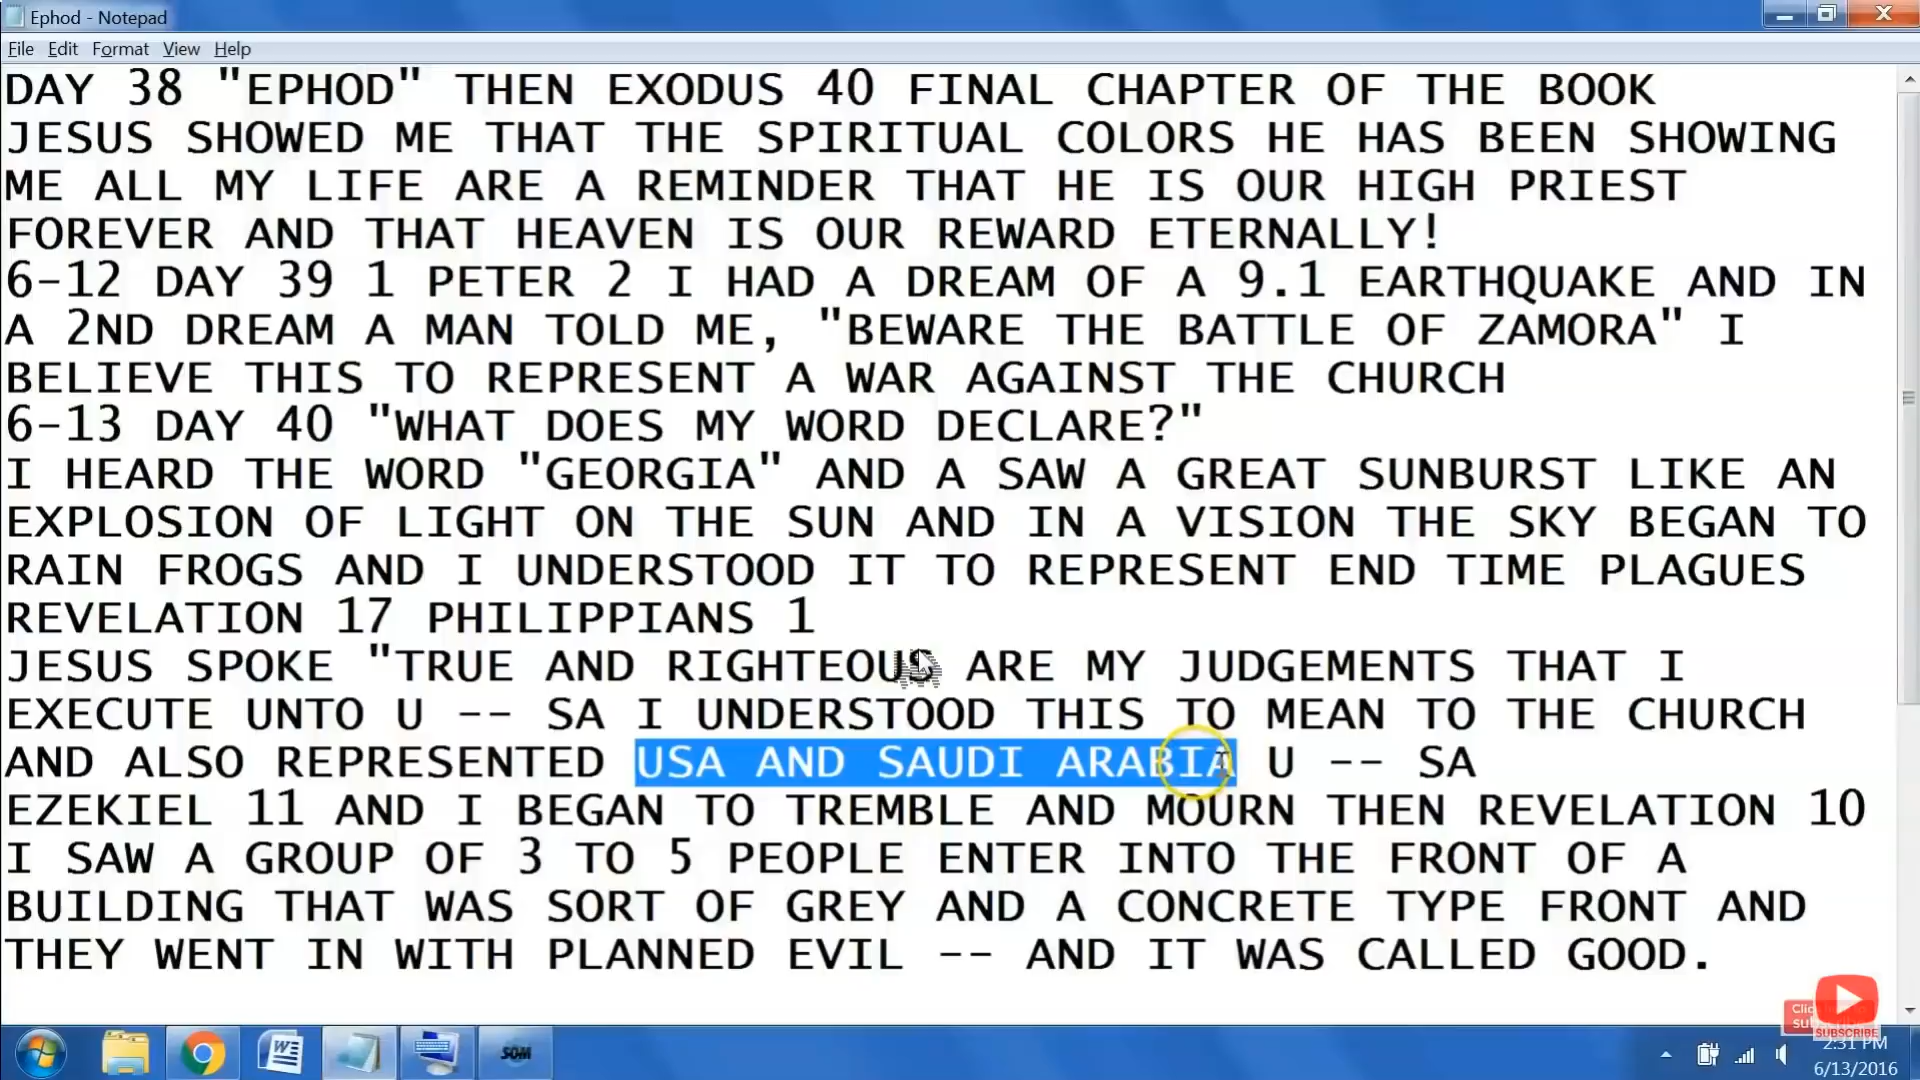 Ephod - Notepad
File Edit Format View Help
DAY 38 "EPHOD" THEN EXODUS 40 FINAL CHAPTER OF THE BOOK
JESUS SHOWED ME THAT THE SPIRITUAL COLORS HE HAS BEEN SHOWING
ME ALL MY LIFE ARE A REMINDER THAT HE IS OUR HIGH PRIEST
FOREVER AND THAT HEAVEN IS OUR REWARD ETERNALLY!
6-12 DAY 39 1 PETER 2 I HAD A DREAM OF A 9.1 EARTHQUAKE AND IN
A 2ND DREAM A MAN TOLD ME, "BEWARE THE BATTLE OF ZAMORA" I
BELIEVE THIS TO REPRESENT A WAR AGAINST THE CHURCH
6-13 DAY 40 "WHAT DOES MY WORD DECLARE?"
I HEARD THE WORD "GEORGIA" AND A SAW A GREAT SUNBURST LIKE AN
EXPLOSION OF LIGHT ON THE SUN AND IN A VISION THE SKY BEGAN TO
RAIN FROGS AND I UNDERSTOOD IT TO REPRESENT END TIME PLAGUES
REVELATION 17 PHILIPPIANS 1
JESUS SPOKE "TRUE AND RIGHTEOUS ARE MY JUDGEMENTS THAT I
EXECUTE UNTO U -- SA I UNDERSTOOD THIS TO MEAN TO THE CHURCH
AND ALSO REPRESENTED USA AND SAUDI ARABIA U -- SA
EZEKIEL 11 AND I BEGAN TO TREMBLE AND MOURN THEN REVELATION 10
I SAW A GROUP OF 3 TO 5 PEOPLE ENTER INTO THE FRONT OF A
BUILDING THAT WAS SORT OF GREY AND A CONCRETE TYPE FRONT AND
THEY WENT IN WITH PLANNED EVIL -- AND IT WAS CALLED GOOD.
SUBSCRIBE
SOM
2:31 PM
6/13/2016